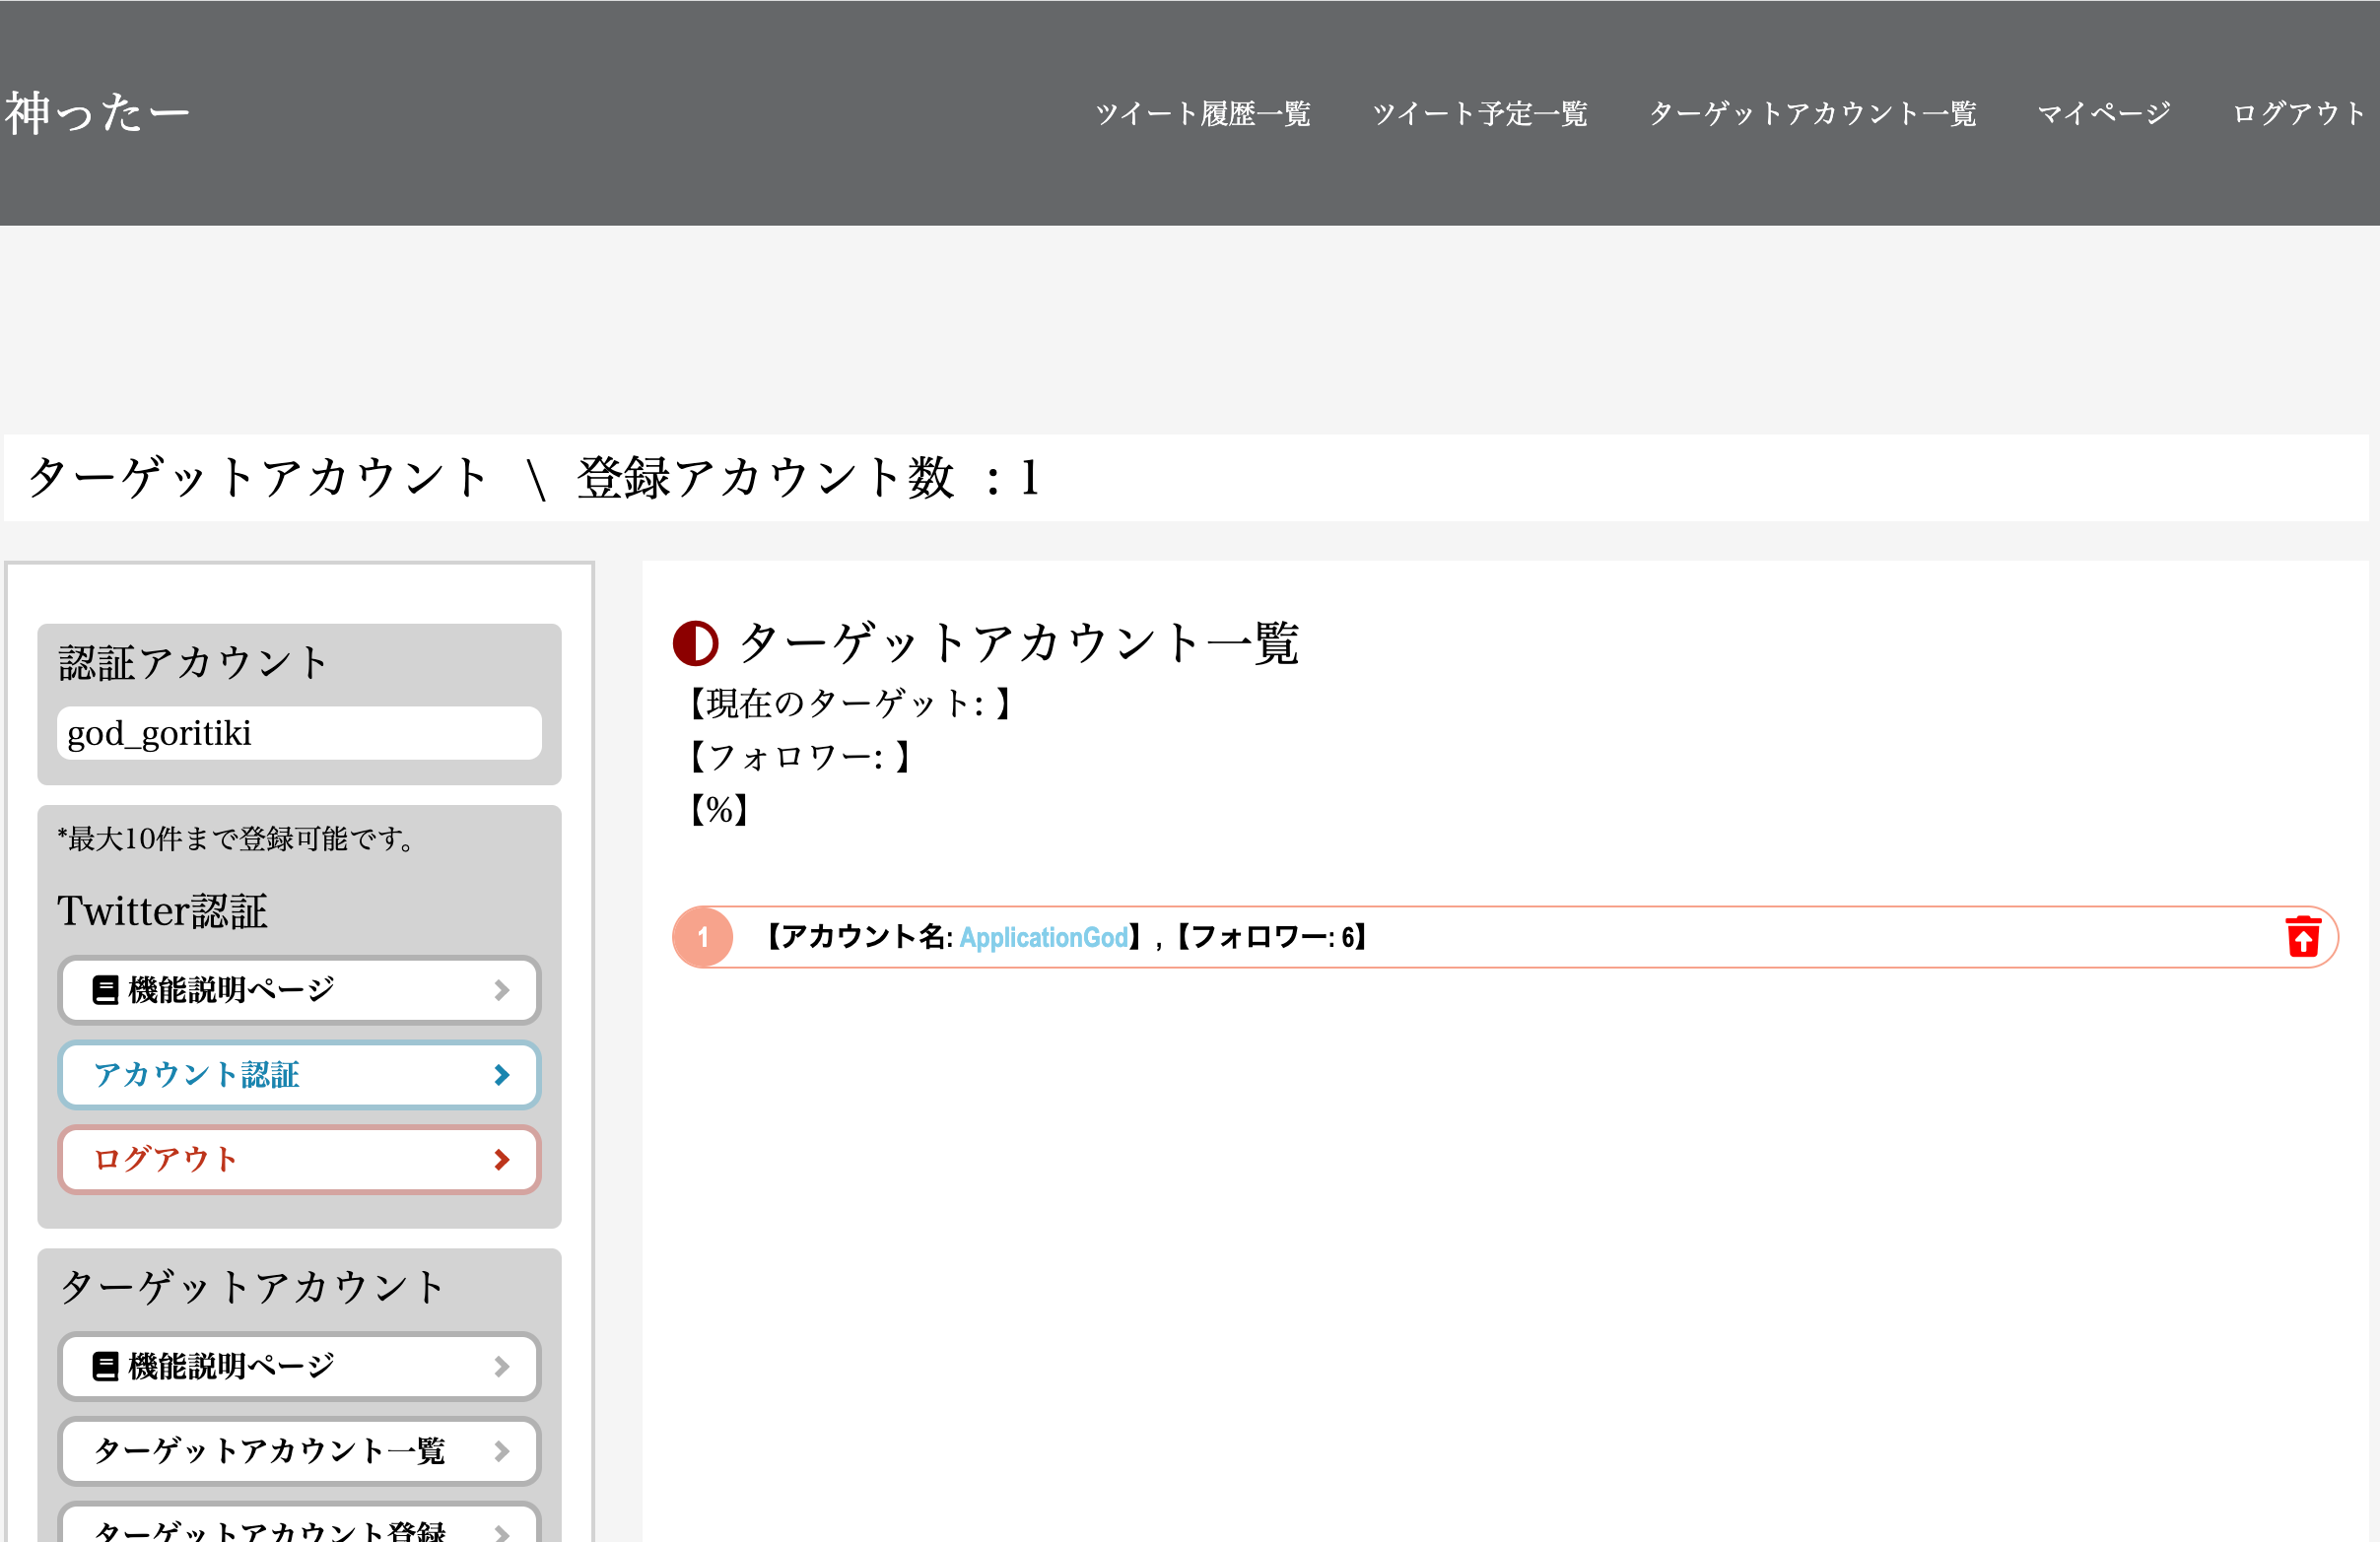 神ったー
ツイート履歴一覧 ツイート予定一覧 ターゲットアカウント一覧 マイページ ログアウト
ターゲットアカウント \ 登録アカウント数 : 1
認証アカウント
god_goritiki
*最大10件まで登録可能です。
Twitter認証
機能説明ページ
アカウント認証
ログアウト
ターゲットアカウント
機能説明ページ
ターゲットアカウント一覧
ターゲットアカウント登録
ターゲットアカウント一覧
【現在のターゲット: 】
【フォロワー: 】
【%】
1 【アカウント名: ApplicationGod】,【フォロワー: 6】